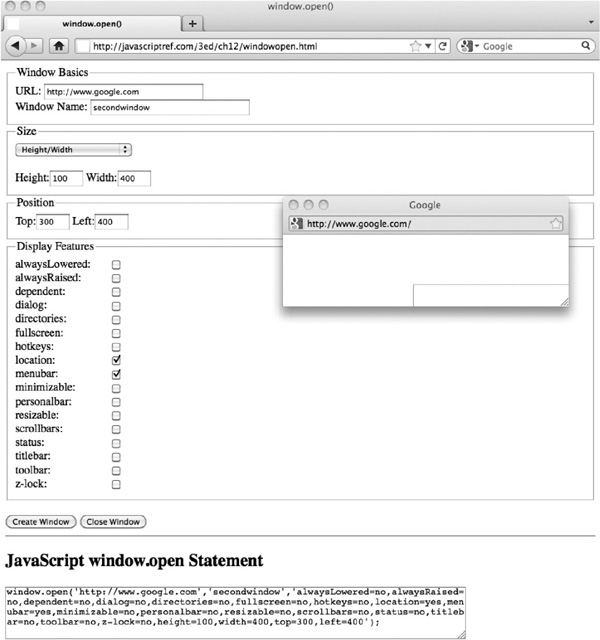 window.open()
window.open()
http://javascriptref.com/3ed/ch12/windowopen.html
Google
Window Basics
URL: http://www.google.com
Window Name: secondwindow
Size
Height/Width
Height: 100 Width: 400
Position
Top: 300 Left: 400
Google
http://www.google.com/
Display Features
alwaysLowered:
alwaysRaised:
dependent:
dialog:
directories:
fullscreen:
hotkeys:
location:
menubar:
minimizable:
personalbar:
resizable:
scrollbars:
status:
titlebar:
toolbar:
z-lock:
Create Window Close Window
JavaScript window.open Statement
window.open('http://www.google.com','secondwindow','alwaysLowered=no,alwaysRaised=
no,dependent=no,dialog=no,directories=no,fullscreen=no,hotkeys=no,location=yes,men
ubar=yes,minimizable=no,personalbar=no,resizable=no,scrollbars=no,status=no,titleb
ar=no,toolbar=no,z-lock=no,height=100,width=400,top=300,left=400');